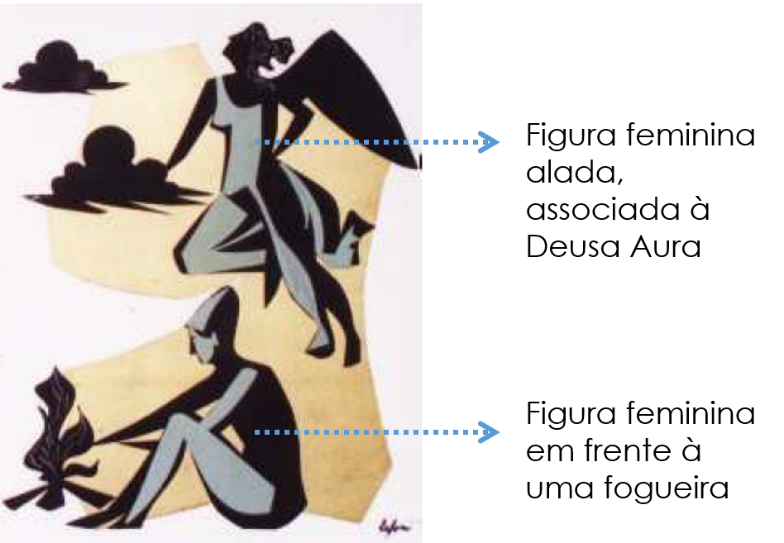 Figura feminina
alada,
associada à
Deusa Aura
Figura feminina
em frente à
uma fogueira